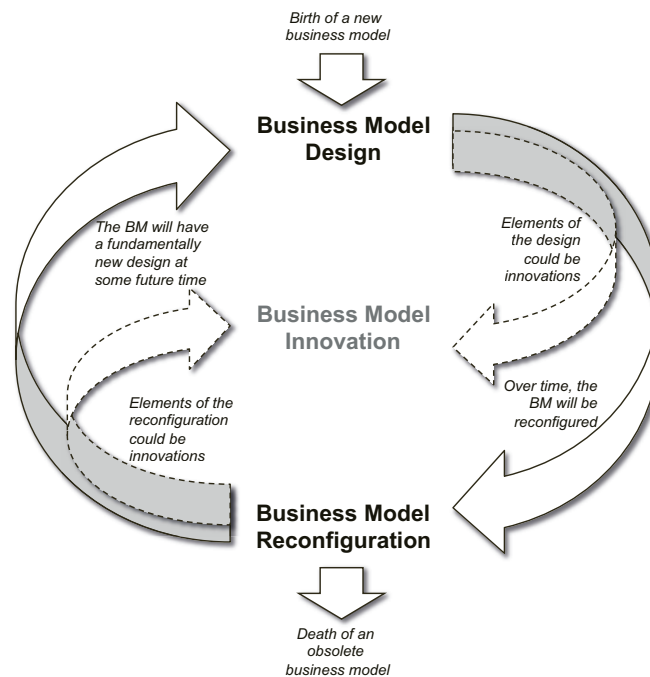 Birth of a new
business model
Business Model
Design
The BM will have
a fundamentally
new design at
some future time
Elements of
the design
could be
innovations
Business Model
Innovation
Elements of the
reconfiguration
could be
innovations
Over time, the
BM will be
reconfigured
Business Model
Reconfiguration
Death of an
obsolete
business model